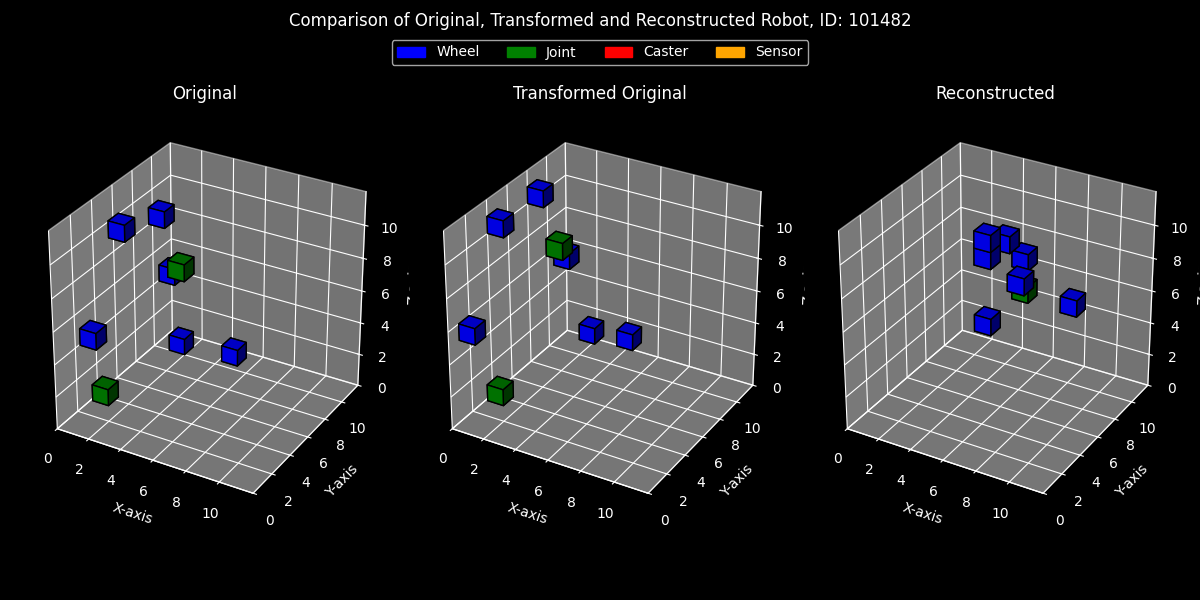 Comparison of Original, Transformed and Reconstructed Robot, ID: 101482
Wheel Joint Caster Sensor
Original
0 2 4 6 8 10
X-axis
0 2 4 6 8 10
Y-axis
0 2 4 6 8 10
Transformed Original
0 2 4 6 8 10
X-axis
0 2 4 6 8 10
Y-axis
0 2 4 6 8 10
Reconstructed
0 2 4 6 8 10
X-axis
0 2 4 6 8 10
Y-axis
0 2 4 6 8 10